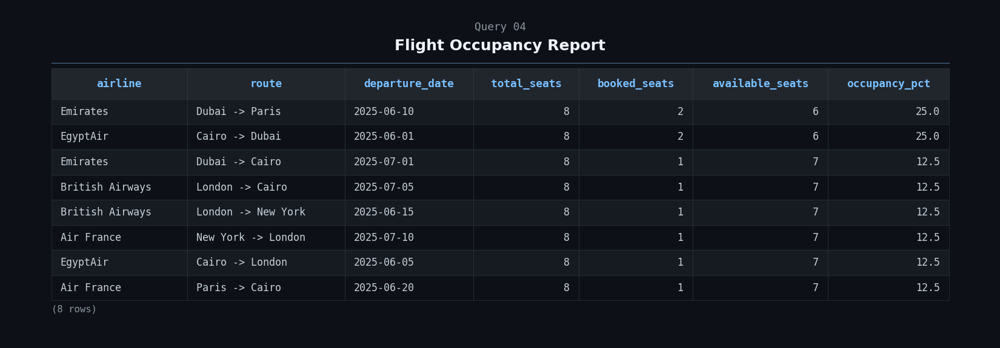 Query 04
Flight Occupancy Report
airline route departure_date total_seats booked_seats available_seats occupancy_pct
Emirates Dubai -> Paris 2025-06-10 8 2 6 25.0
EgyptAir Cairo -> Dubai 2025-06-01 8 2 6 25.0
Emirates Dubai -> Cairo 2025-07-01 8 1 7 12.5
British Airways London -> Cairo 2025-07-05 8 1 7 12.5
British Airways London -> New York 2025-06-15 8 1 7 12.5
Air France New York -> London 2025-07-10 8 1 7 12.5
EgyptAir Cairo -> London 2025-06-05 8 1 7 12.5
Air France Paris -> Cairo 2025-06-20 8 1 7 12.5
(8 rows)